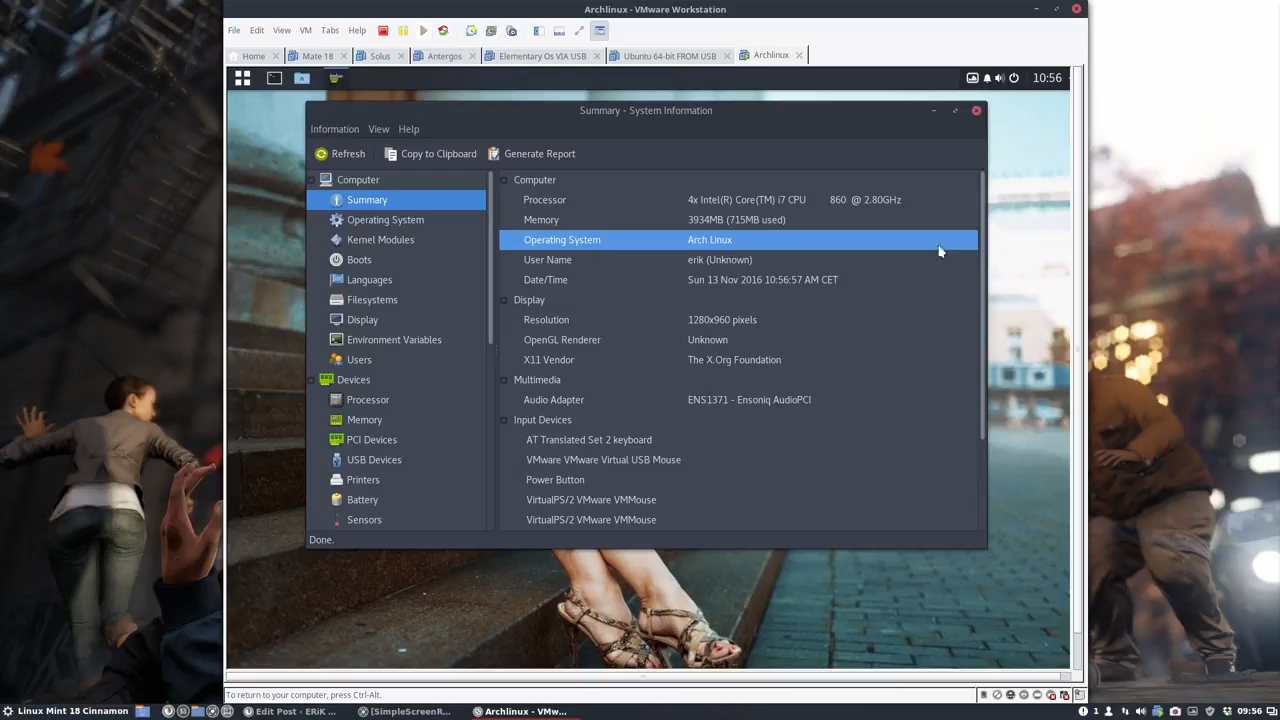 Archlinux - VMware Workstation
File Edit View VM Tabs Help
Home Mate 18 Solus Antergos Elementary Os VIA USB Ubuntu 64-bit FROM USB Archlinux
10:56
Summary - System Information
Information View Help
Refresh Copy to Clipboard Generate Report
Computer
Summary
Operating System
Kernel Modules
Boots
Languages
Filesystems
Display
Environment Variables
Users
Devices
Processor
Memory
PCI Devices
USB Devices
Printers
Battery
Sensors
Computer
Processor 4x Intel(R) Core(TM) i7 CPU 860 @ 2.80GHz
Memory 3934MB (715MB used)
Operating System Arch Linux
User Name erik (Unknown)
Date/Time Sun 13 Nov 2016 10:56:57 AM CET
Display
Resolution 1280x960 pixels
OpenGL Renderer Unknown
X11 Vendor The X.Org Foundation
Multimedia
Audio Adapter ENS1371 - Ensoniq AudioPCI
Input Devices
AT Translated Set 2 keyboard
VMware VMware Virtual USB Mouse
Power Button
VirtualPS/2 VMware VMMouse
VirtualPS/2 VMware VMMouse
Done.
To return to your computer, press Ctrl-Alt.
Linux Mint 18 Cinnamon Edit Post ‹ ERiK ... [SimpleScreenR... Archlinux - VMw... 1 09:56